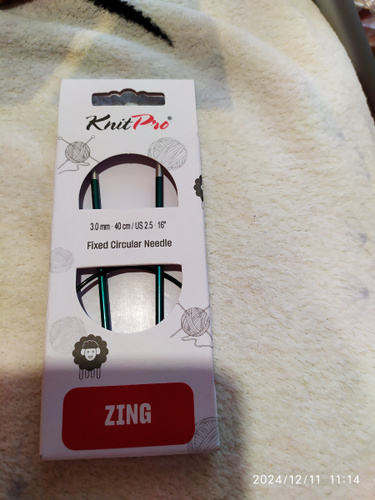 KnitPro®
3.0 mm · 40 cm / US 2.5 · 16"
Fixed Circular Needle
ZING
2024/12/11 11:14